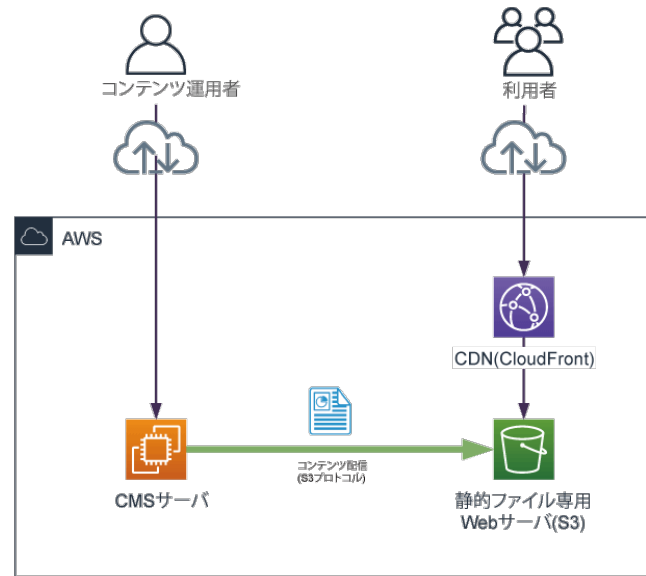 コンテンツ運用者
利用者
AWS
CDN(CloudFront)
コンテンツ配信
(S3プロトコル)
CMSサーバ
静的ファイル専用
Webサーバ(S3)